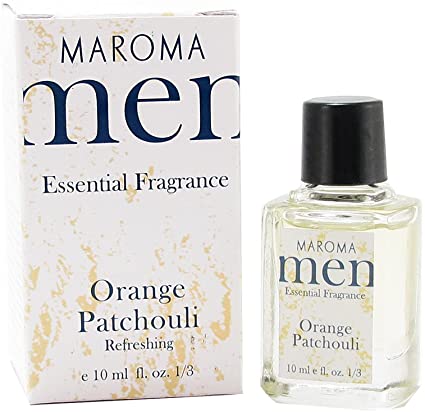 MAROMA
men
Essential Fragrance
Orange
Patchouli
Refreshing
e 10 ml fl. oz. 1/3
MAROMA
men
Essential Fragrance
Orange
Patchouli
10 ml e fl. oz. 1/3